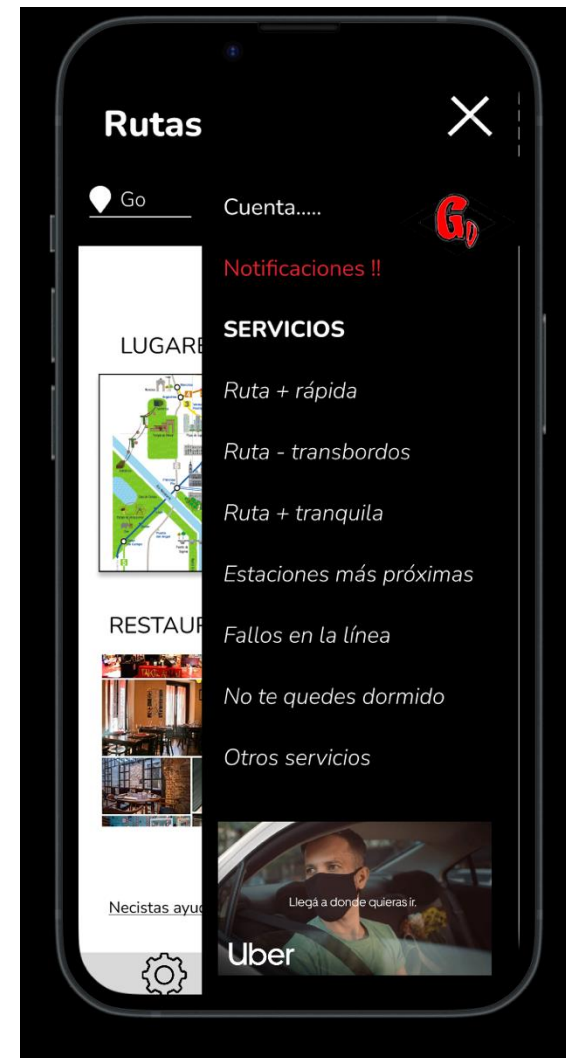 Rutas
Go
Cuenta.....
Go
Notificaciones !!
SERVICIOS
LUGARE
Ruta + rápida
Ruta - transbordos
Ruta + tranquila
Estaciones más próximas
RESTAUR
Fallos en la línea
No te quedes dormido
Otros servicios
Necistas ayud
Llegá a donde quieras ir.
Uber